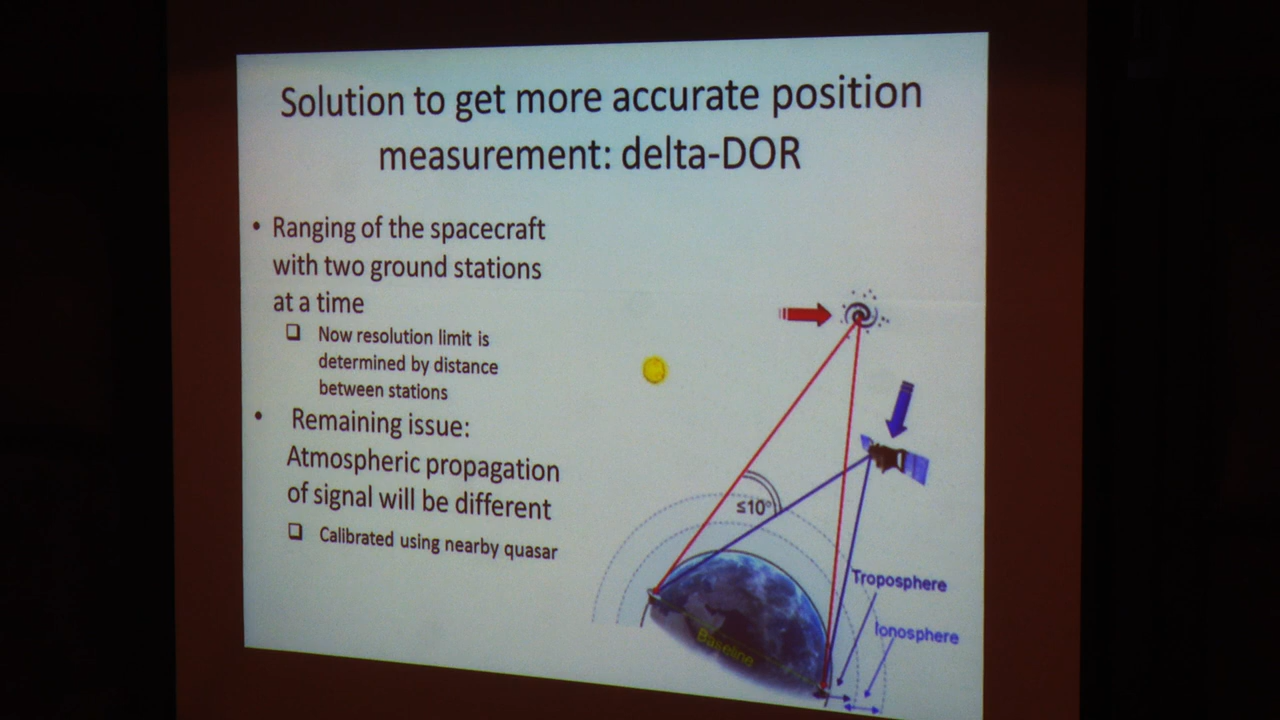 Solution to get more accurate position
measurement: delta-DOR
• Ranging of the spacecraft
with two ground stations
at a time
❑ Now resolution limit is
determined by distance
between stations
• Remaining issue:
Atmospheric propagation
of signal will be different
❑ Calibrated using nearby quasar
≤10°
Troposphere
Ionosphere
Baseline